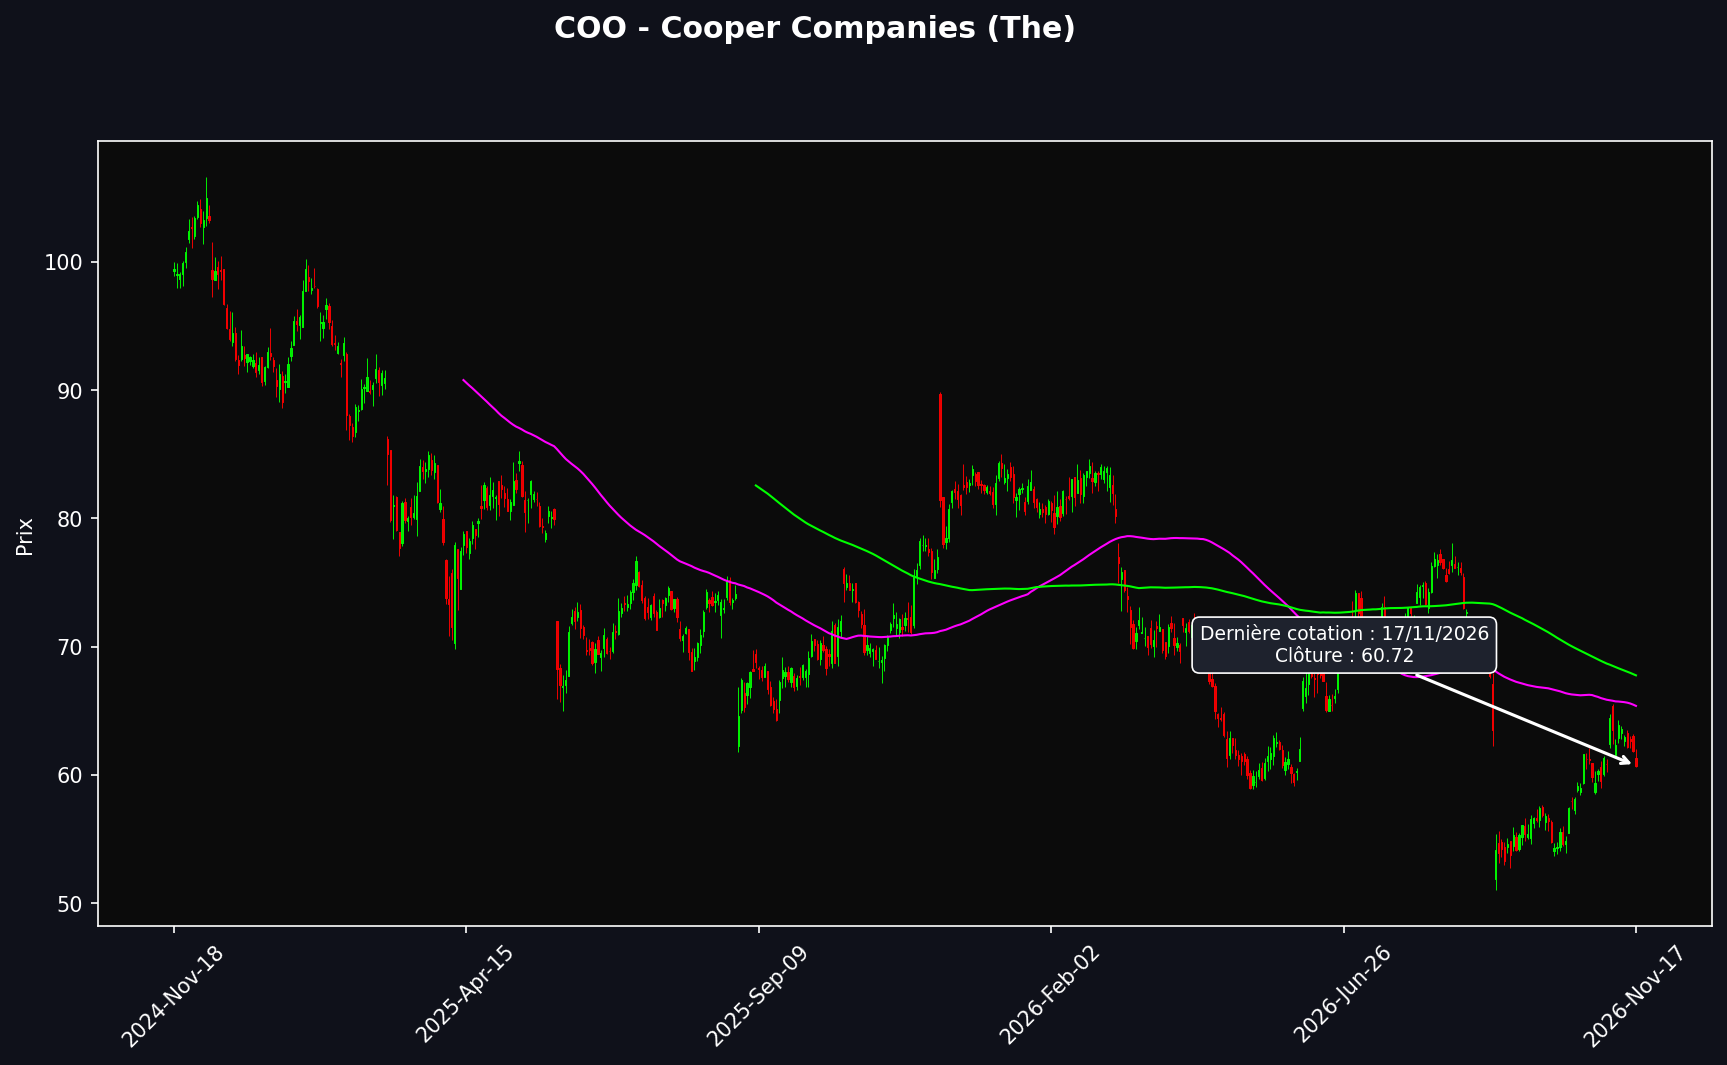 COO - Cooper Companies (The)
Prix
100
90
80
70
60
50
Dernière cotation : 17/11/2026
Clôture : 60.72
2024-Nov-18
2025-Apr-15
2025-Sep-09
2026-Feb-02
2026-Jun-26
2026-Nov-17